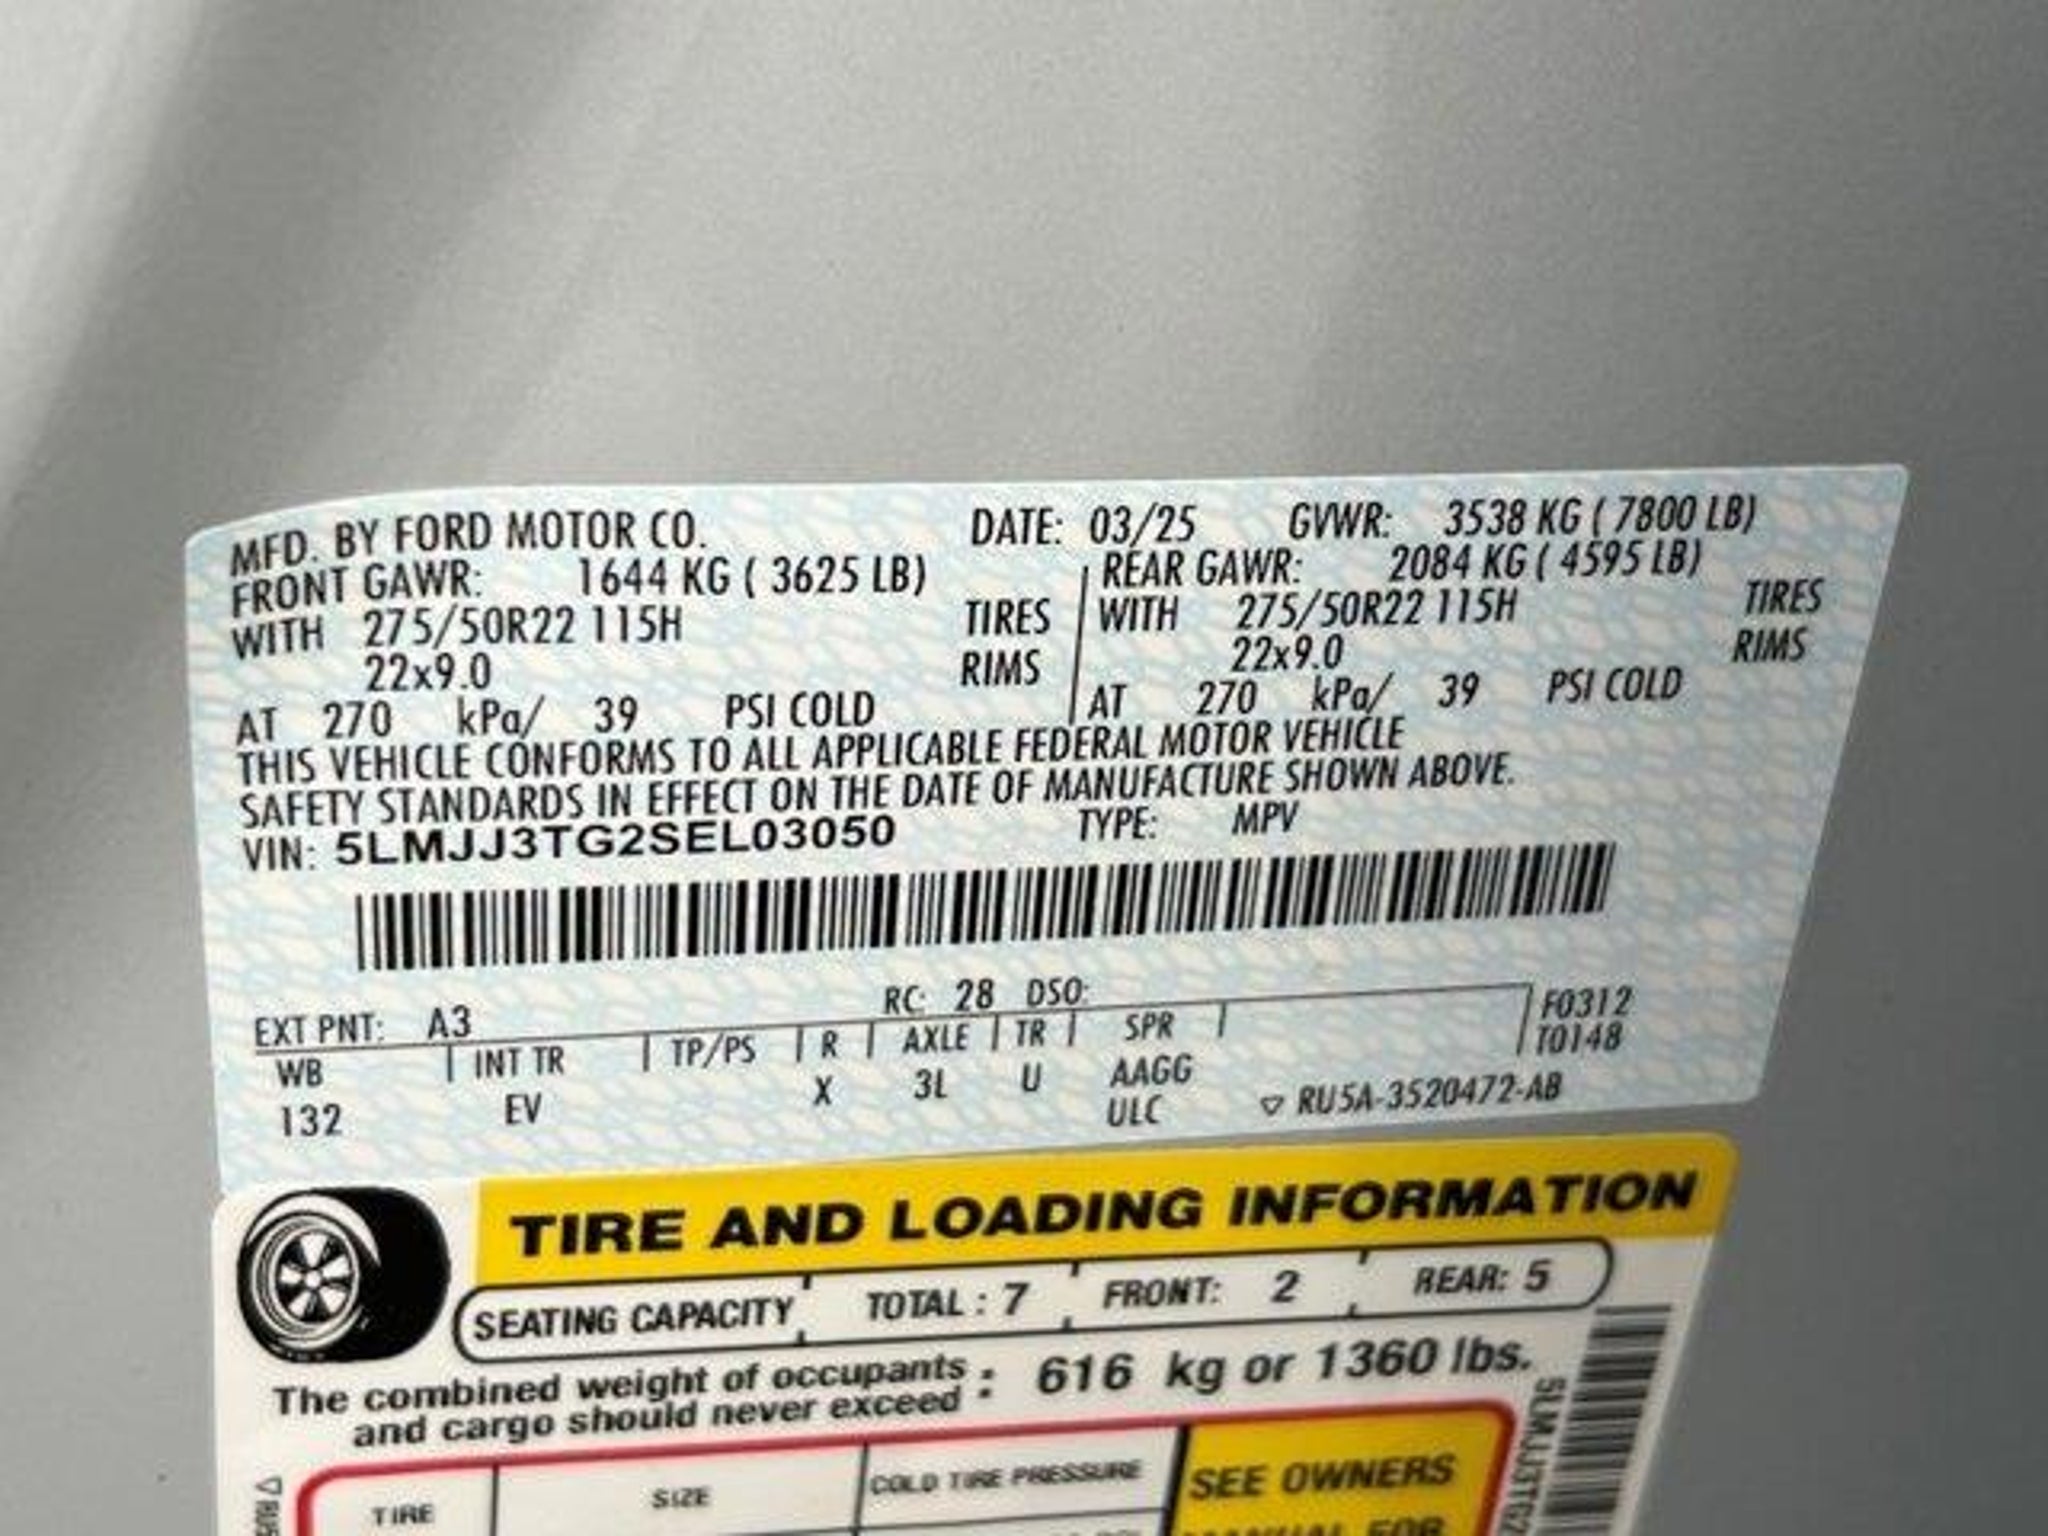 MFD. BY FORD MOTOR CO. DATE: 03/25 GVWR: 3538 KG ( 7800 LB)
FRONT GAWR: 1644 KG ( 3625 LB) REAR GAWR: 2084 KG ( 4595 LB)
WITH 275/50R22 115H TIRES WITH 275/50R22 115H TIRES
22x9.0 RIMS 22x9.0 RIMS
AT 270 kPa/ 39 PSI COLD AT 270 kPa/ 39 PSI COLD
THIS VEHICLE CONFORMS TO ALL APPLICABLE FEDERAL MOTOR VEHICLE
SAFETY STANDARDS IN EFFECT ON THE DATE OF MANUFACTURE SHOWN ABOVE.
VIN: 5LMJJ3TG2SEL03050 TYPE: MPV
EXT PNT: A3 RC: 28 DSO: F0312
WB INT TR TP/PS R AXLE TR SPR T0148
132 EV X 3L U AAGG
ULC ▽ RU5A-3520472-AB
TIRE AND LOADING INFORMATION
SEATING CAPACITY TOTAL : 7 FRONT: 2 REAR: 5
The combined weight of occupants and cargo should never exceed : 616 kg or 1360 lbs.
TIRE SIZE COLD TIRE PRESSURE SEE OWNERS
MANUAL FOR